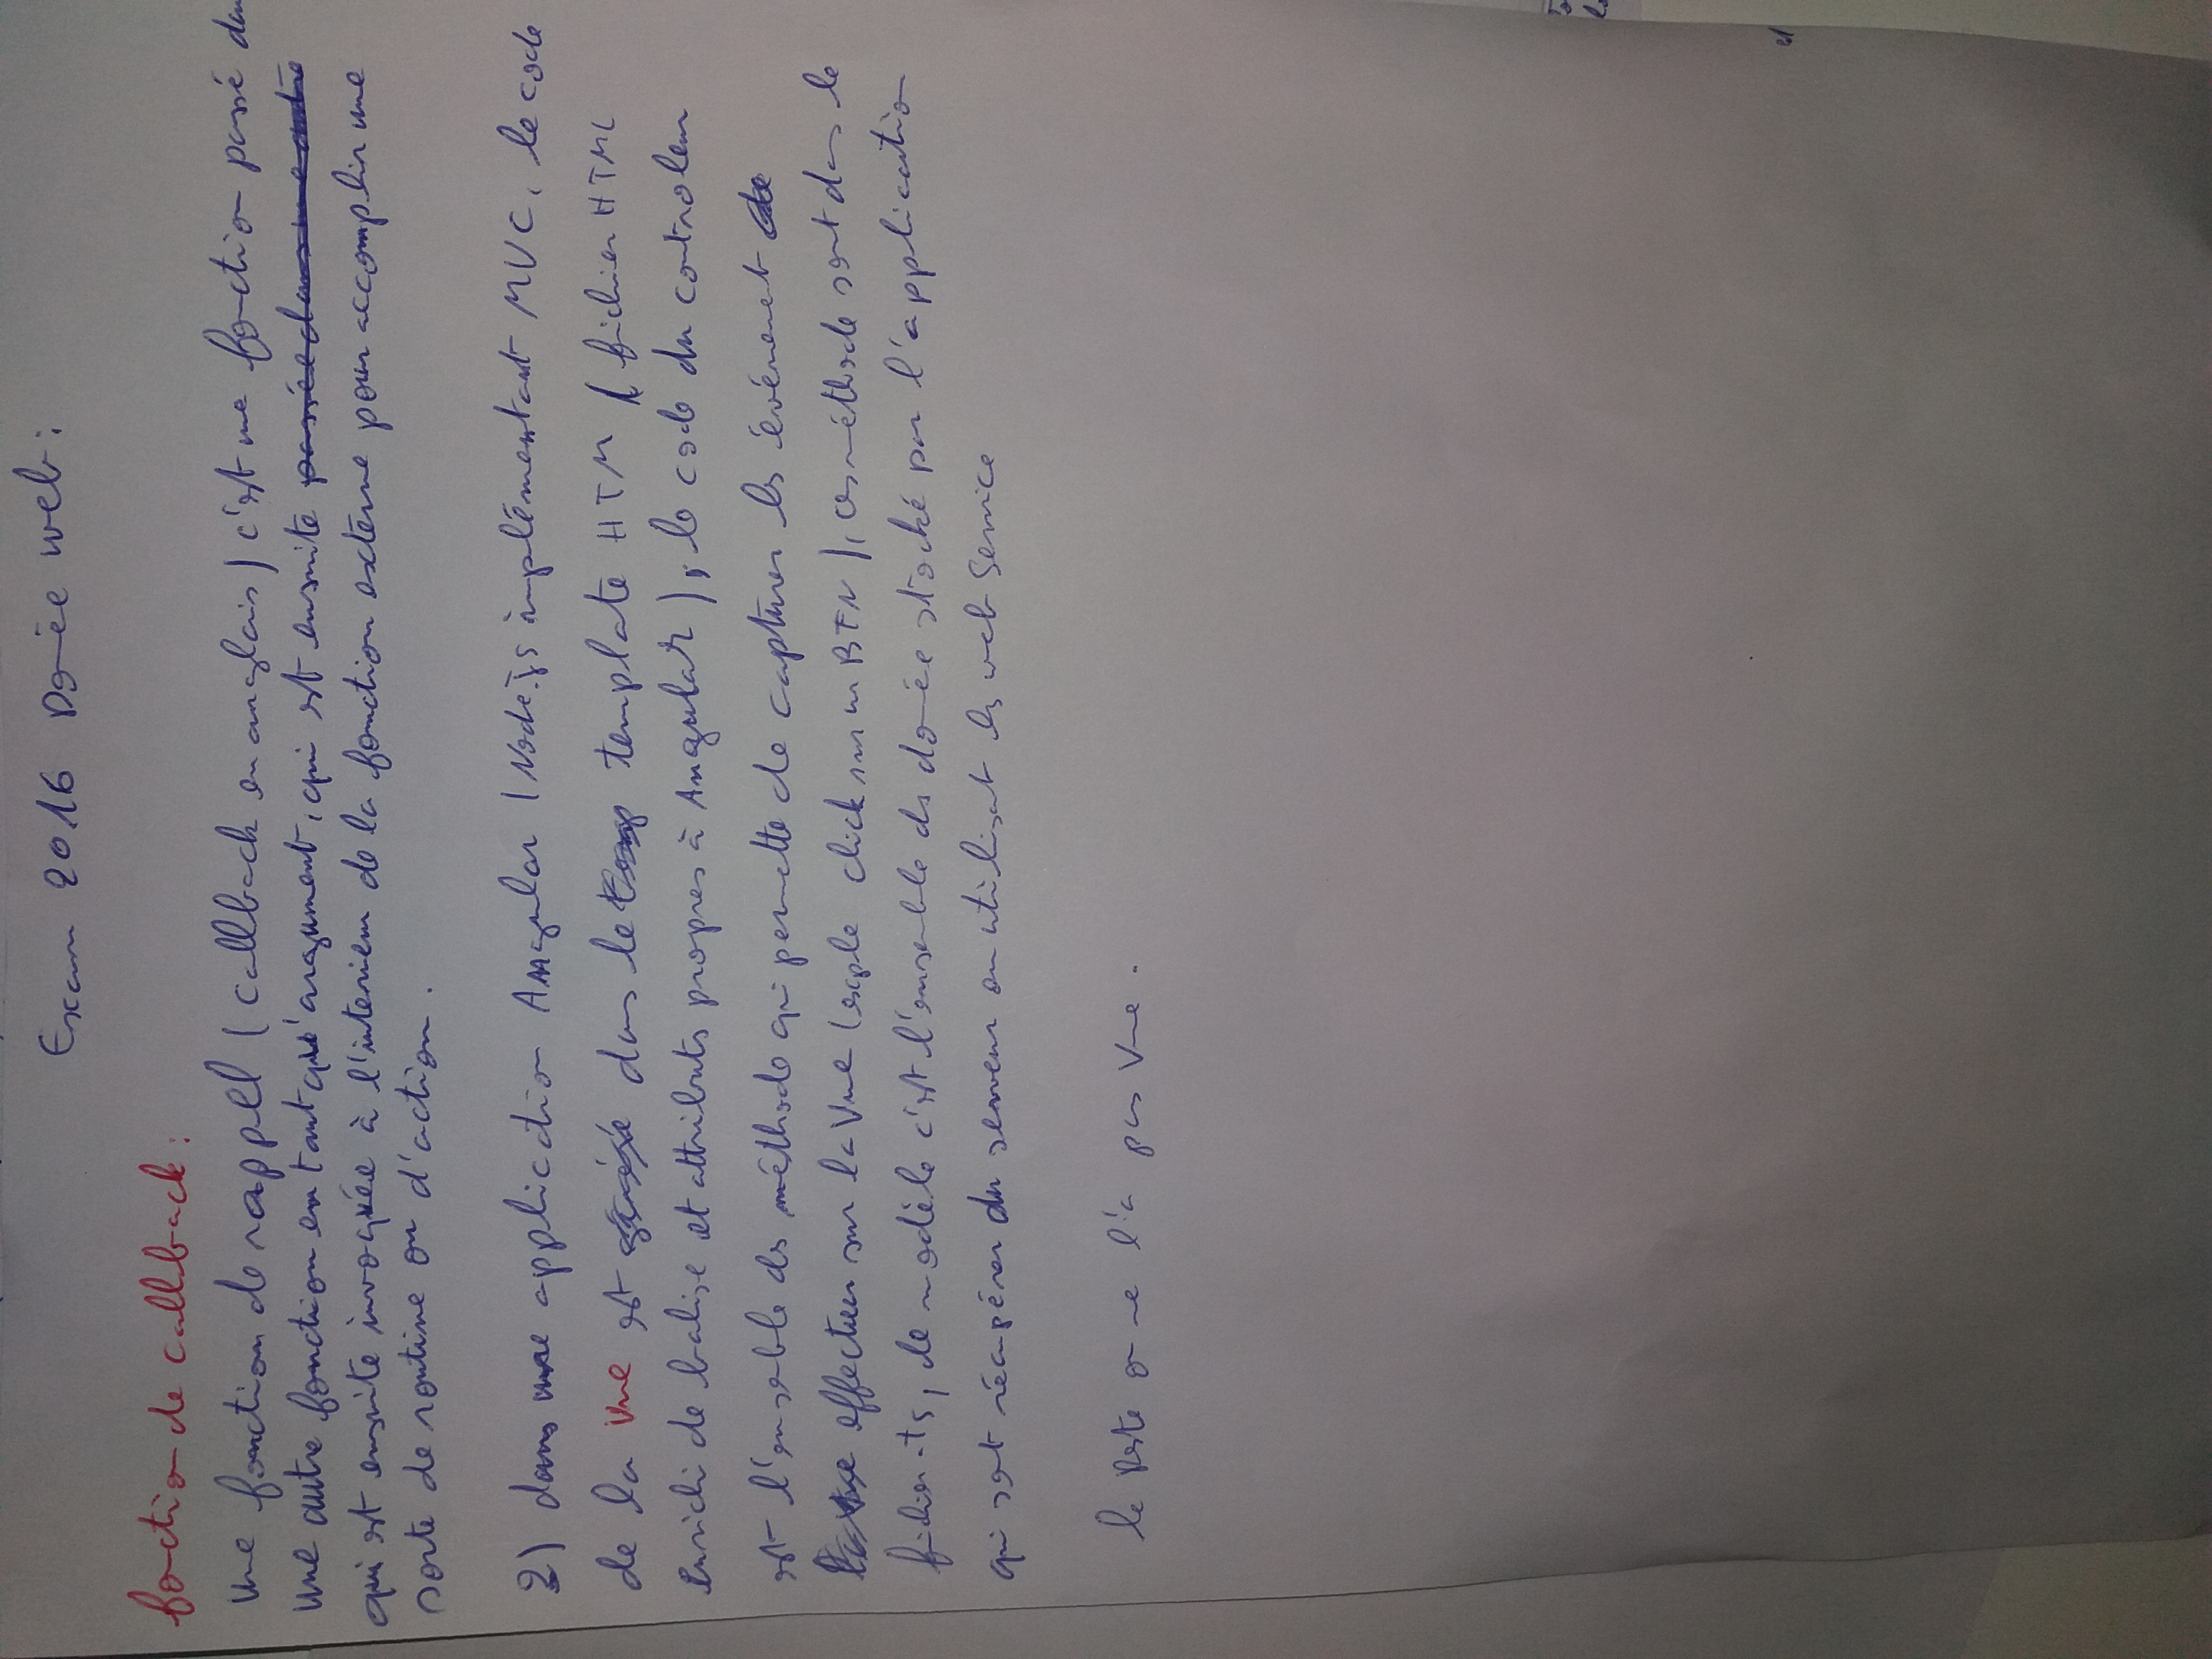 Exam 2016 Donée web :
fonction de callback :
Une fonction de rappel ( callback en anglais ) c'est une fonction passé dan
une autre fonction en tant qu'argument, qui est ensuite passée dans une autre
qui est ensuite invoquée à l'interieur de la fonction externe pour accomplir une
sorte de routine ou d'action .
2) dans une application Angular / Node.js implémentant MVC, le code
de la Vue est dans le template HTM ( fichier HTML
enrichi de balise et attributs propres à Angular ), le code du controleur
est l'ensemble des méthode qui permette de capturer les événement de
effectuer sur la Vue ( exple click sur un BTN ), ces méthode sont dans le
fichier .ts, le modèle c'est l'ensemble des donée stocké par l'application
qui sont récupérer du serveur en utilisant les web Service
le Reste on ne l'a pas Vue .